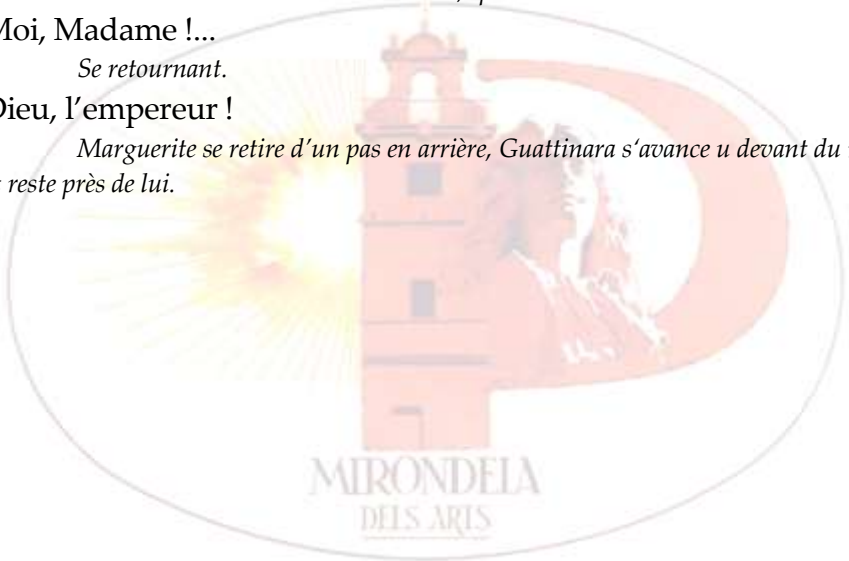 Moi, Madame !...
Se retournant.
Dieu, l'empereur !
Marguerite se retire d'un pas en arrière, Guattinara s‘avance u devant du
reste près de lui.
MIRONDELA
DELS ARTS